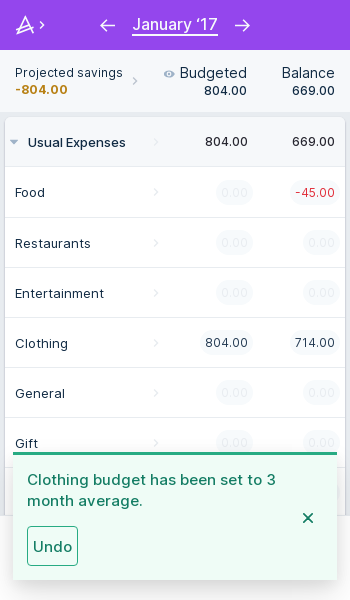 January ‘17
Projected savings
-804.00
Budgeted
804.00
Balance
669.00
Usual Expenses 804.00 669.00
Food 0.00 -45.00
Restaurants 0.00 0.00
Entertainment 0.00 0.00
Clothing 804.00 714.00
General 0.00 0.00
Gift 0.00 0.00
Clothing budget has been set to 3
month average.
Undo